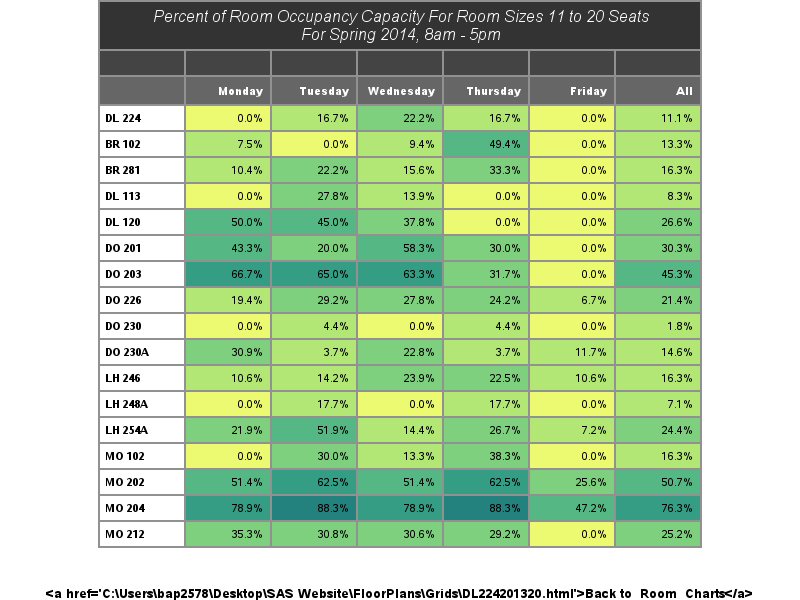 Percent of Room Occupancy Capacity For Room Sizes 11 to 20 Seats
For Spring 2014, 8am - 5pm
Monday Tuesday Wednesday Thursday Friday All
DL 224 0.0% 16.7% 22.2% 16.7% 0.0% 11.1%
BR 102 7.5% 0.0% 9.4% 49.4% 0.0% 13.3%
BR 281 10.4% 22.2% 15.6% 33.3% 0.0% 16.3%
DL 113 0.0% 27.8% 13.9% 0.0% 0.0% 8.3%
DL 120 50.0% 45.0% 37.8% 0.0% 0.0% 26.6%
DO 201 43.3% 20.0% 58.3% 30.0% 0.0% 30.3%
DO 203 66.7% 65.0% 63.3% 31.7% 0.0% 45.3%
DO 226 19.4% 29.2% 27.8% 24.2% 6.7% 21.4%
DO 230 0.0% 4.4% 0.0% 4.4% 0.0% 1.8%
DO 230A 30.9% 3.7% 22.8% 3.7% 11.7% 14.6%
LH 246 10.6% 14.2% 23.9% 22.5% 10.6% 16.3%
LH 248A 0.0% 17.7% 0.0% 17.7% 0.0% 7.1%
LH 254A 21.9% 51.9% 14.4% 26.7% 7.2% 24.4%
MO 102 0.0% 30.0% 13.3% 38.3% 0.0% 16.3%
MO 202 51.4% 62.5% 51.4% 62.5% 25.6% 50.7%
MO 204 78.9% 88.3% 78.9% 88.3% 47.2% 76.3%
MO 212 35.3% 30.8% 30.6% 29.2% 0.0% 25.2%
<a href='C:\Users\bap2578\Desktop\SAS Website\FloorPlans\Grids\DL224201320.html'>Back to Room Charts</a>